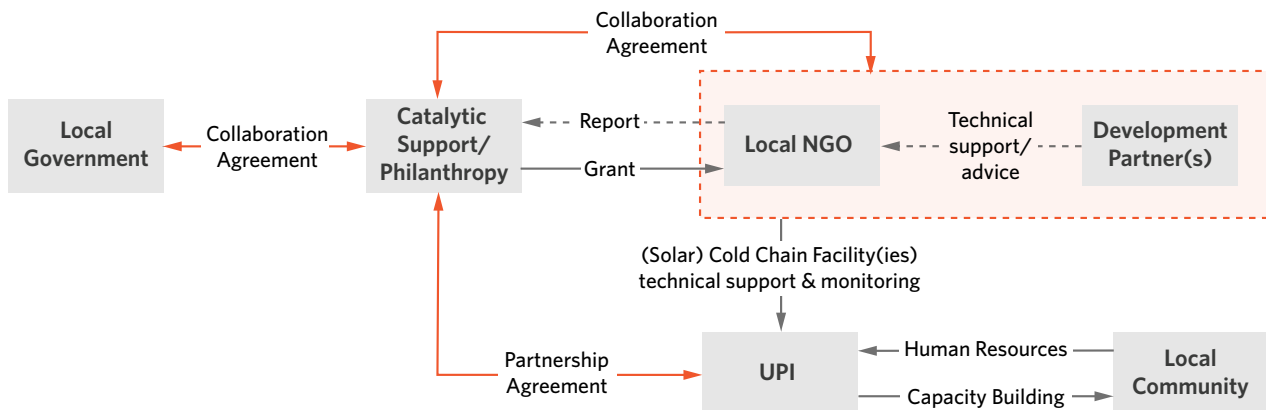 Collaboration
Agreement
Local
Government
Collaboration
Agreement
Catalytic
Support/
Philanthropy
Report
Grant
Local NGO
Technical
support/
advice
Development
Partner(s)
(Solar) Cold Chain Facility(ies)
technical support & monitoring
Partnership
Agreement
UPI
Human Resources
Capacity Building
Local
Community